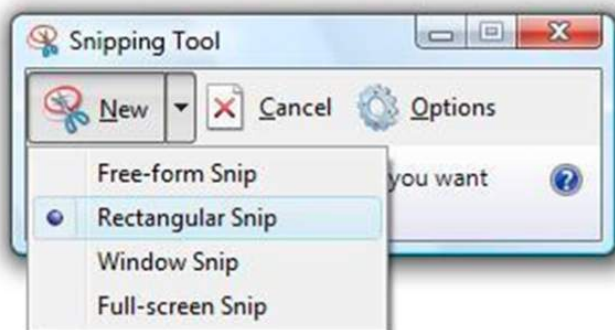 Snipping Tool
New Cancel Options
Free-form Snip
you want
Rectangular Snip
Window Snip
Full-screen Snip